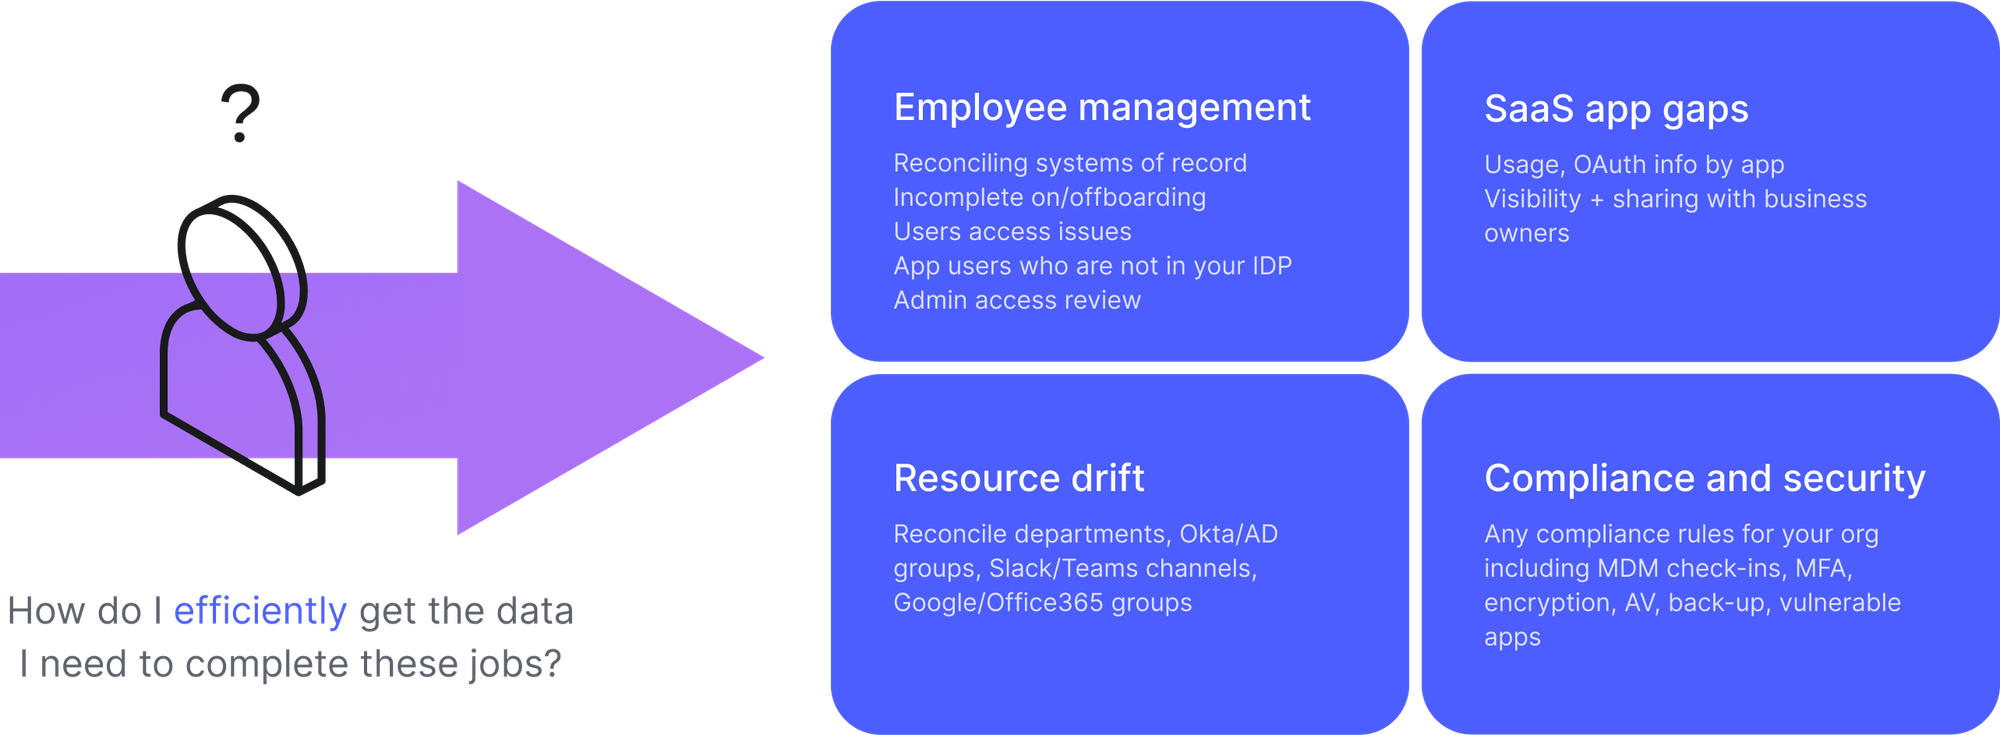 ?
How do I efficiently get the data
I need to complete these jobs?
Employee management
Reconciling systems of record
Incomplete on/offboarding
Users access issues
App users who are not in your IDP
Admin access review
SaaS app gaps
Usage, OAuth info by app
Visibility + sharing with business
owners
Resource drift
Reconcile departments, Okta/AD
groups, Slack/Teams channels,
Google/Office365 groups
Compliance and security
Any compliance rules for your org
including MDM check-ins, MFA,
encryption, AV, back-up, vulnerable
apps